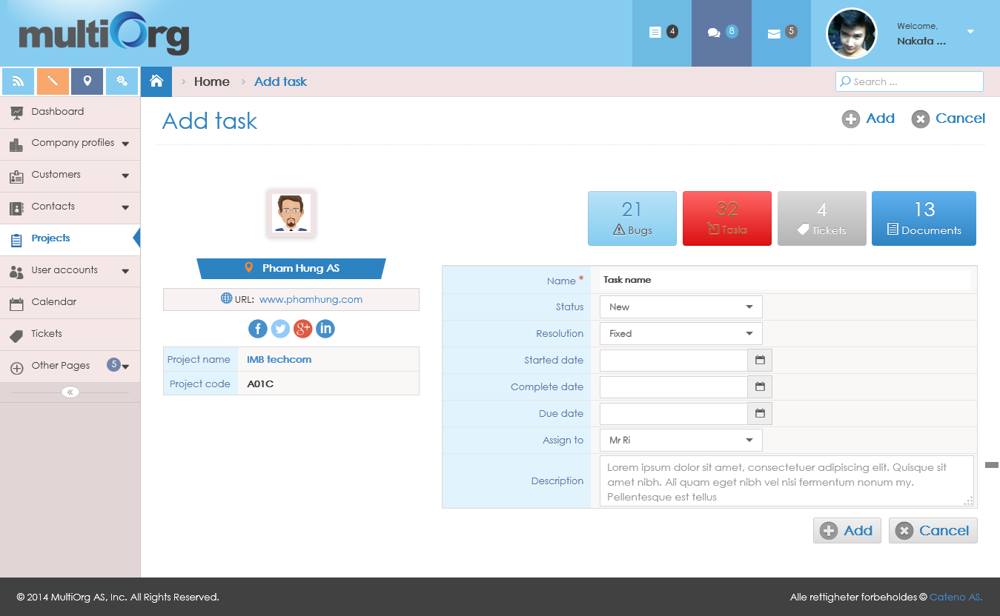 multiOrg
4
8
5
Welcome,
Nakata ...
Home
Add task
Search ...
Dashboard
Company profiles
Customers
Contacts
Projects
User accounts
Calendar
Tickets
Other Pages 5
«
Add task
Add
Cancel
Pham Hung AS
URL: www.phamhung.com
f g+ in
Project name IMB techcom
Project code A01C
21
Bugs
32
Tasks
4
Tickets
13
Documents
Name * Task name
Status New
Resolution Fixed
Started date
Complete date
Due date
Assign to Mr Ri
Description
Lorem ipsum dolor sit amet, consectetuer adipiscing elit. Quisque sit
amet nibh. Ali quam eget nibh vel nisi fermentum nonum my.
Pellentesque est tellus
Add
Cancel
© 2014 MultiOrg AS, Inc. All Rights Reserved.
Alle rettigheter forbeholdes © Cateno AS.